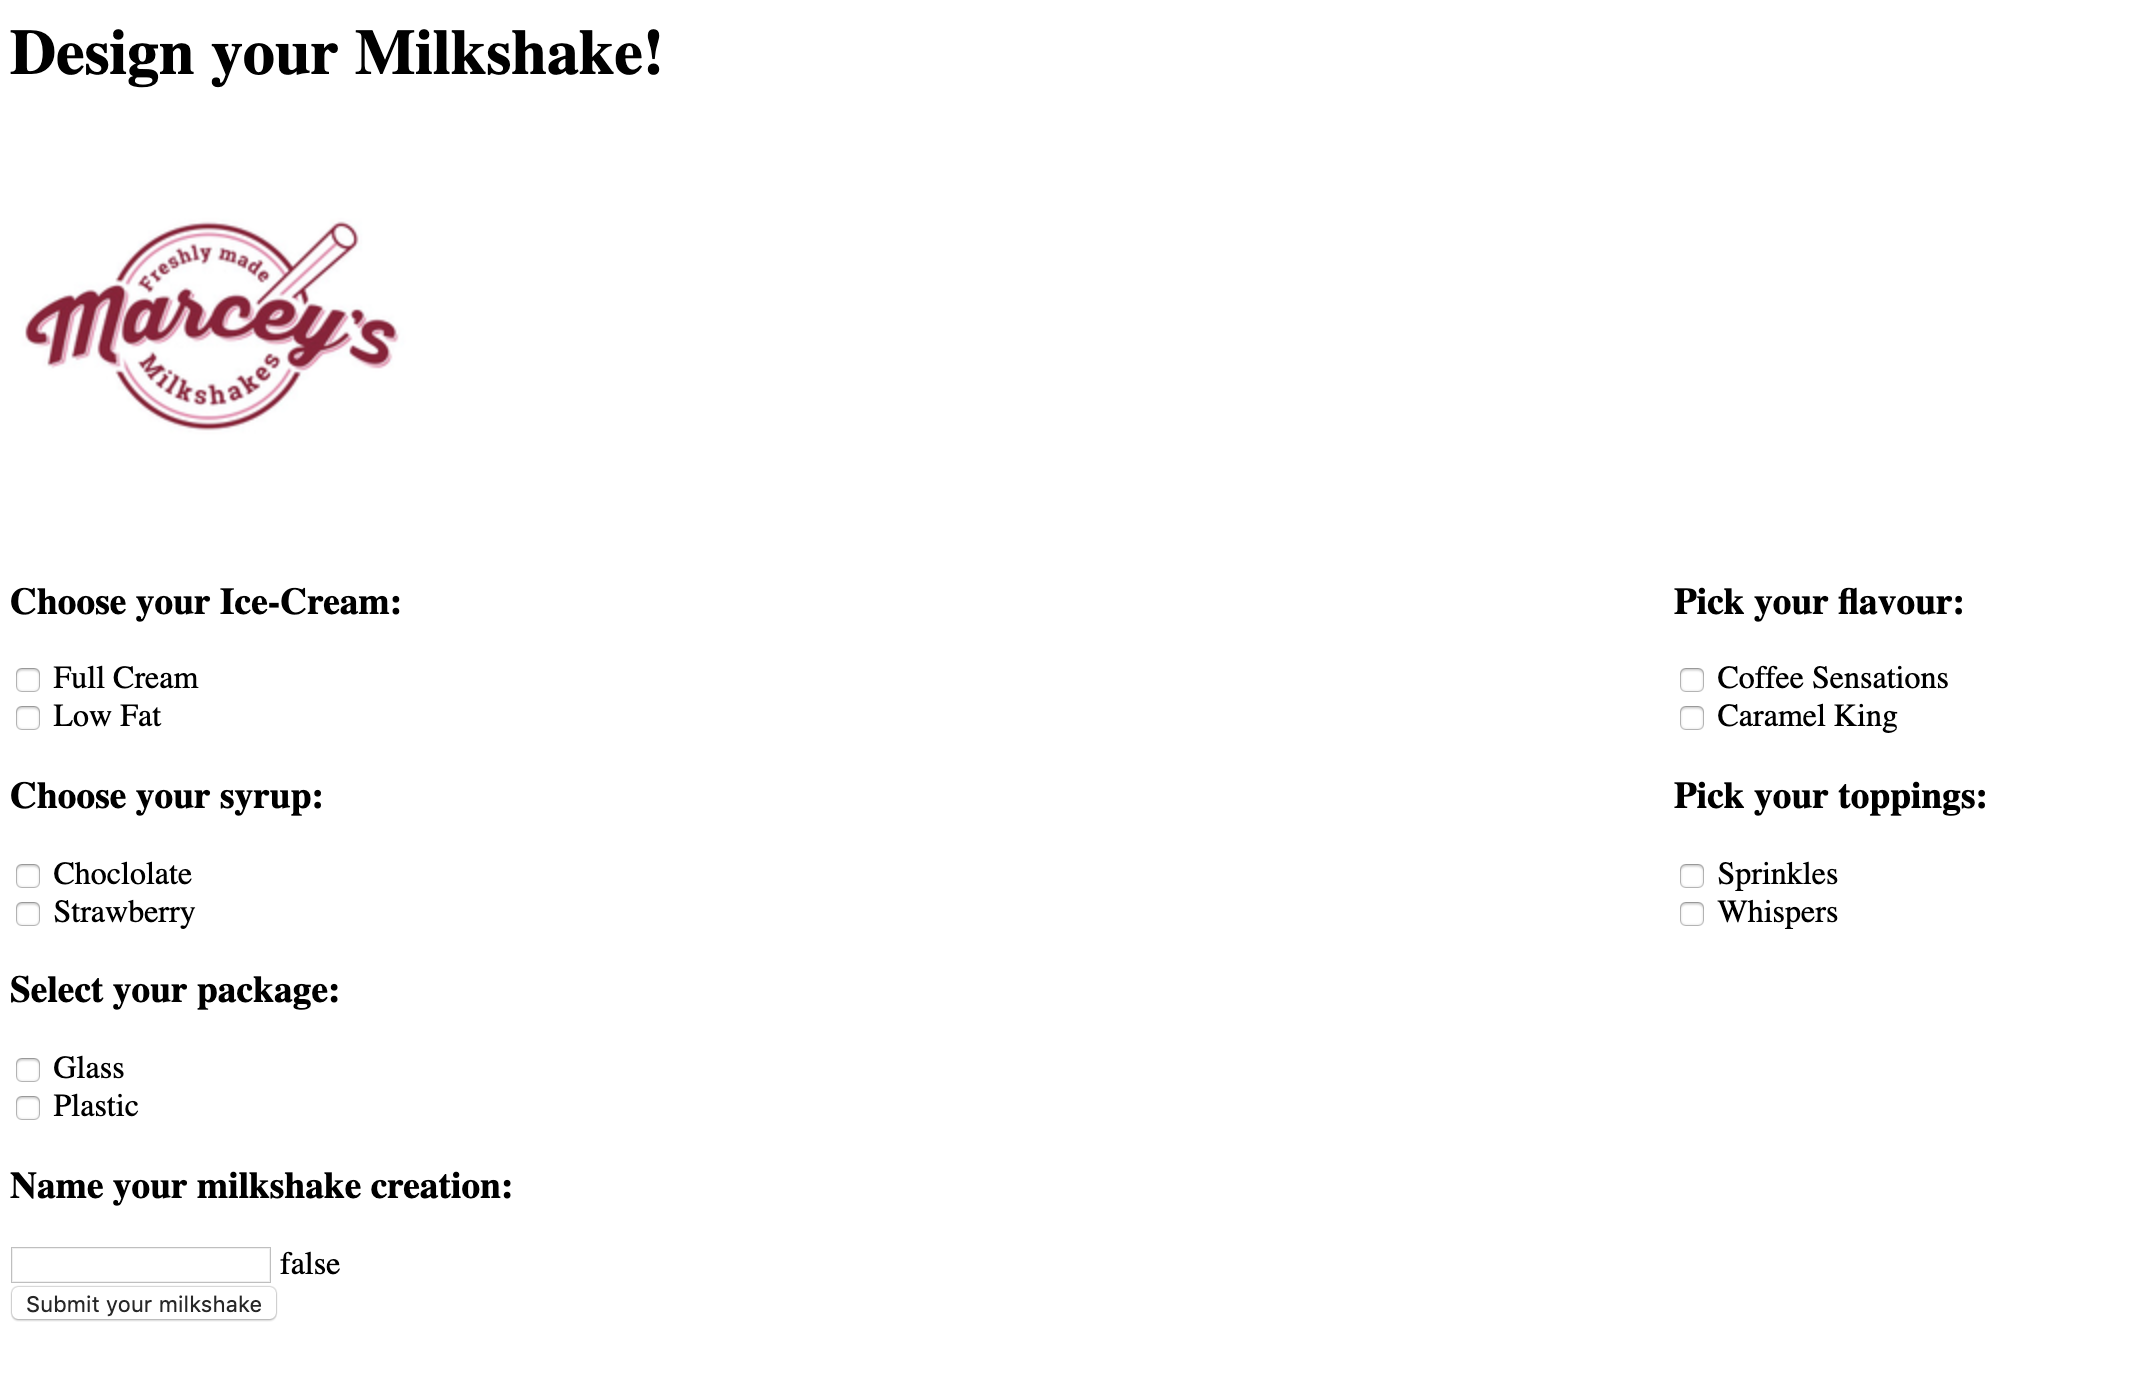 Design your Milkshake!
Freshly made
Marcey's
Milkshakes
Choose your Ice-Cream:
Full Cream
Low Fat
Pick your flavour:
Coffee Sensations
Caramel King
Choose your syrup:
Choclolate
Strawberry
Pick your toppings:
Sprinkles
Whispers
Select your package:
Glass
Plastic
Name your milkshake creation:
false
Submit your milkshake